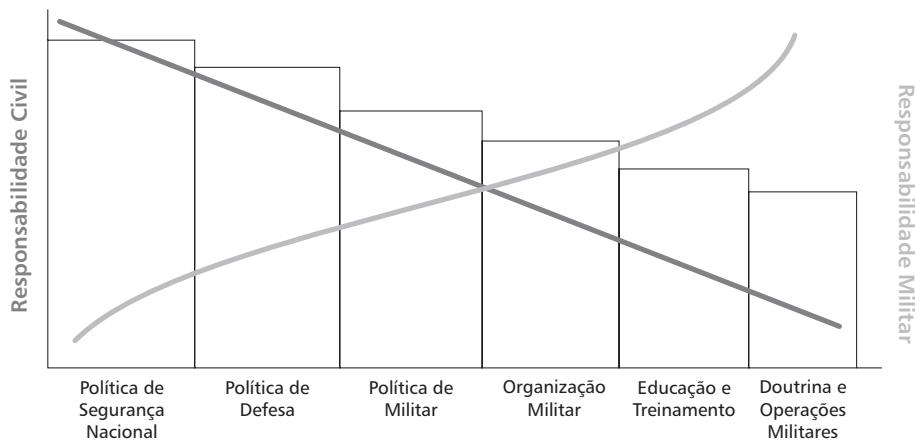 Responsabilidade Civil
Responsabilidade Militar
Política de
Segurança
Nacional
Política de
Defesa
Política de
Militar
Organização
Militar
Educação e
Treinamento
Doutrina e
Operações
Militares